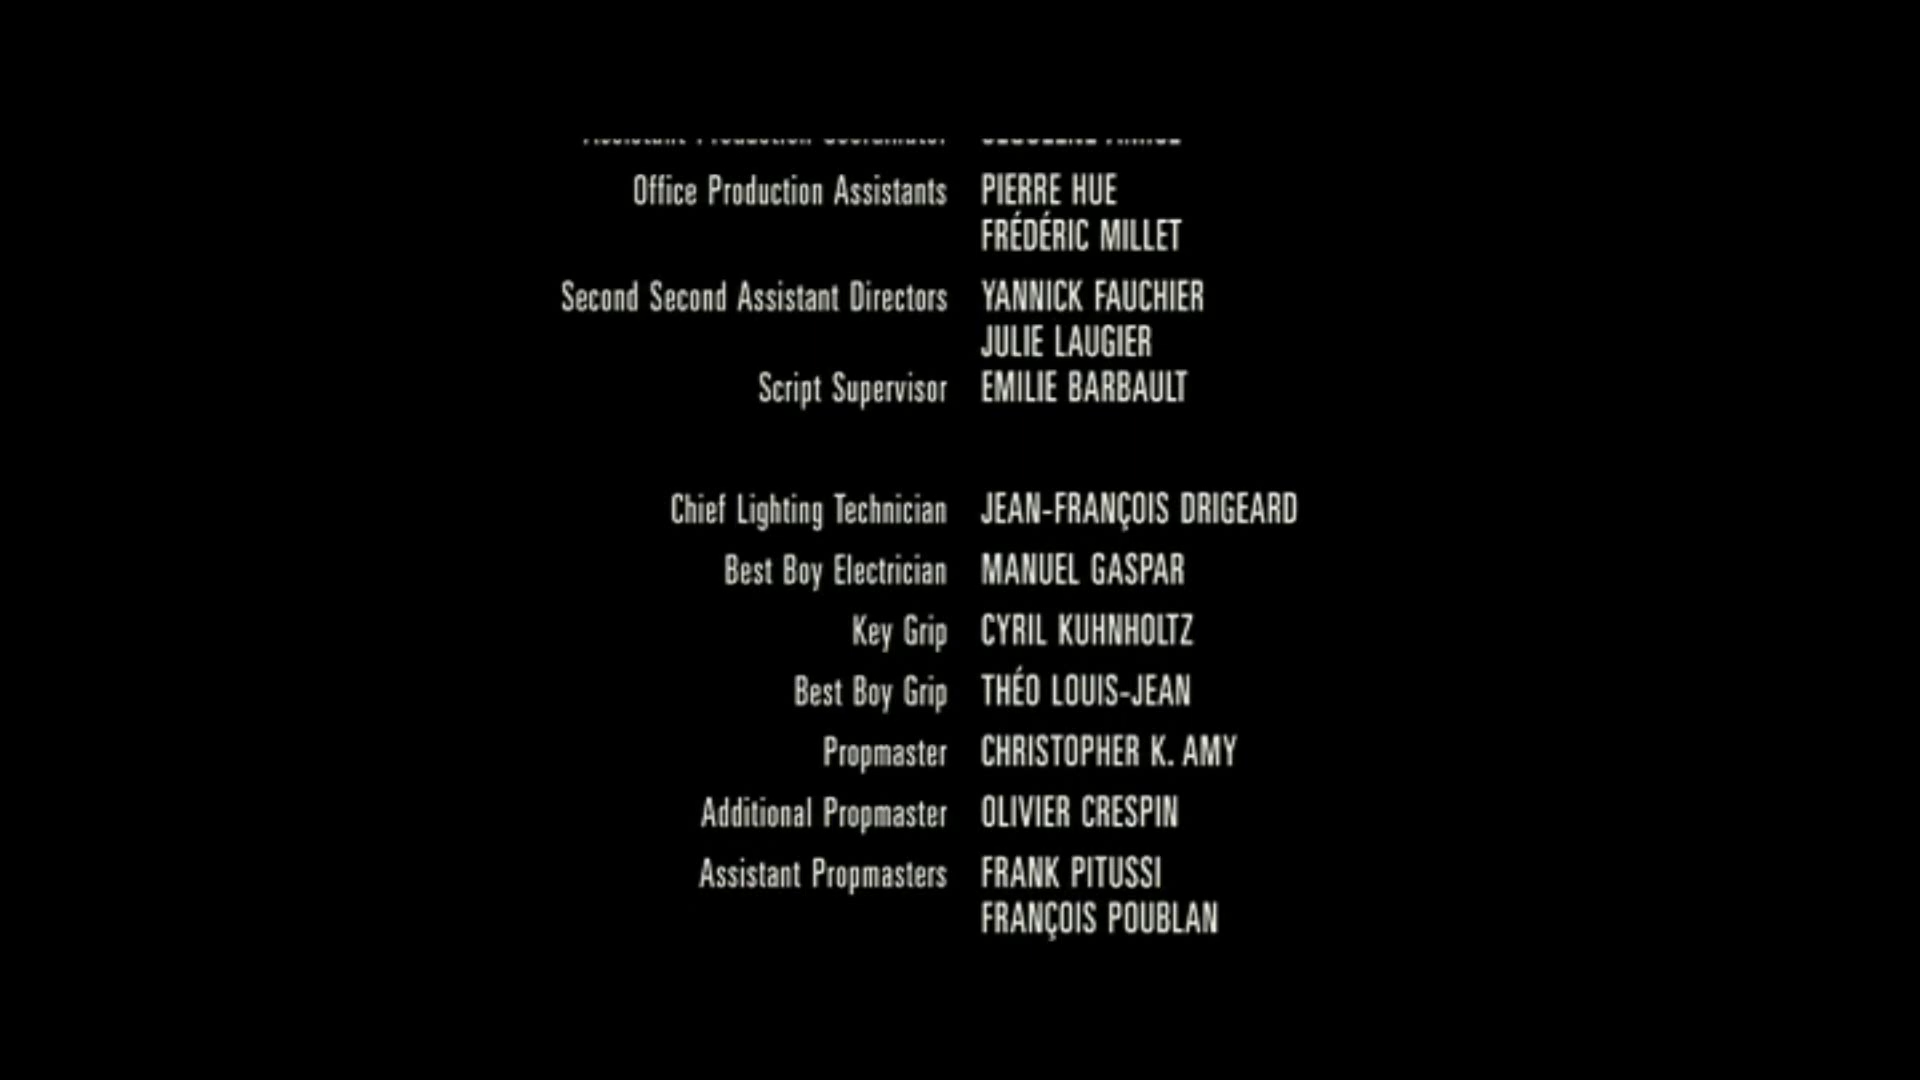 Office Production Assistants PIERRE HUE
FRÉDÉRIC MILLET
Second Second Assistant Directors YANNICK FAUCHIER
JULIE LAUGIER
Script Supervisor EMILIE BARBAULT
Chief Lighting Technician JEAN-FRANÇOIS DRIGEARD
Best Boy Electrician MANUEL GASPAR
Key Grip CYRIL KUHNHOLTZ
Best Boy Grip THÉO LOUIS-JEAN
Propmaster CHRISTOPHER K. AMY
Additional Propmaster OLIVIER CRESPIN
Assistant Propmasters FRANK PITUSSI
FRANÇOIS POUBLAN